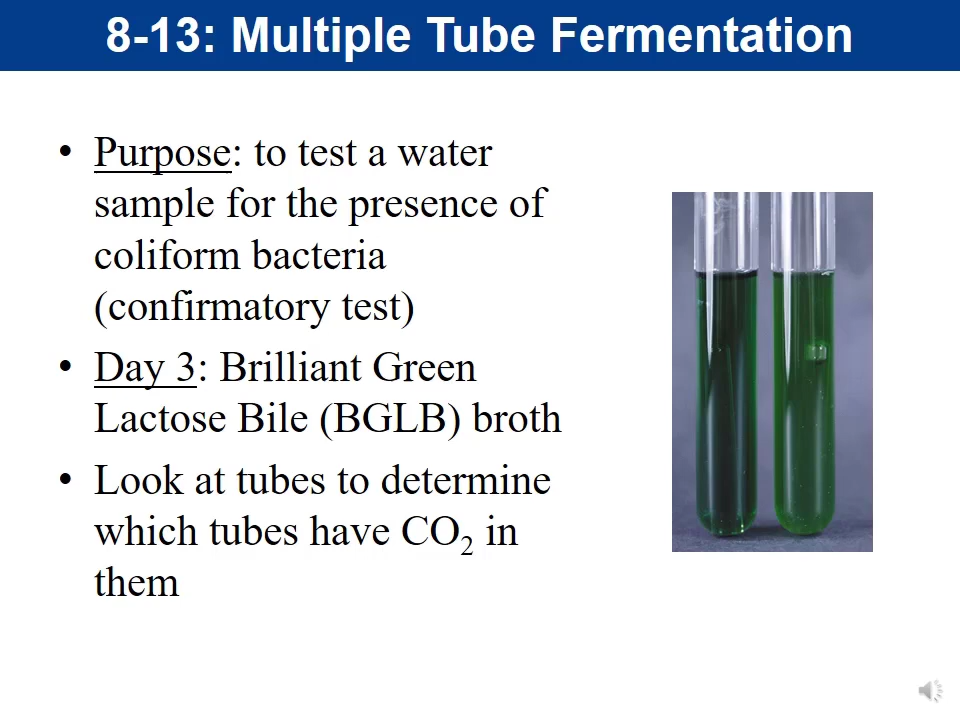 8-13: Multiple Tube Fermentation
• Purpose: to test a water
sample for the presence of
coliform bacteria
(confirmatory test)
• Day 3: Brilliant Green
Lactose Bile (BGLB) broth
• Look at tubes to determine
which tubes have CO₂ in
them